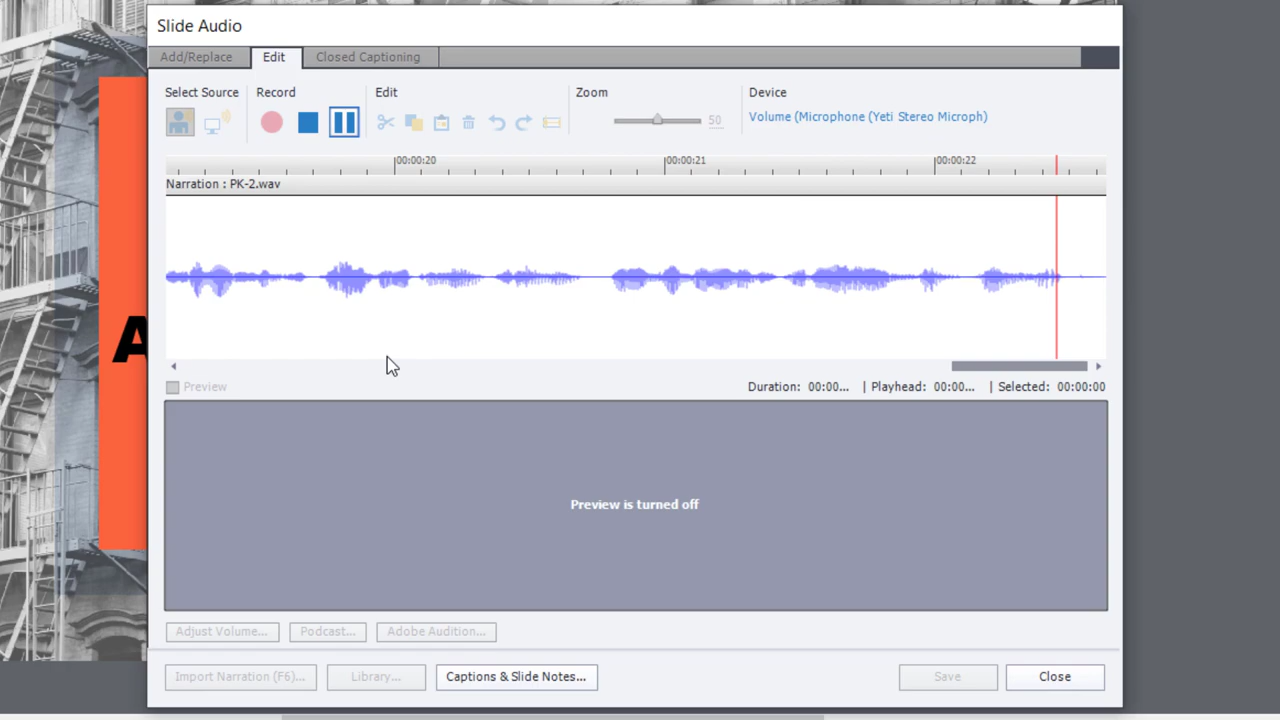 Slide Audio
Add/Replace Edit Closed Captioning
Select Source Record Edit Zoom Device
50 Volume (Microphone (Yeti Stereo Microph)
00:00:20 00:00:21 00:00:22
Narration : PK-2.wav
A
Preview Duration: 00:00... | Playhead: 00:00... | Selected: 00:00:00
Preview is turned off
Adjust Volume... Podcast... Adobe Audition...
Import Narration (F6)... Library... Captions & Slide Notes... Save Close